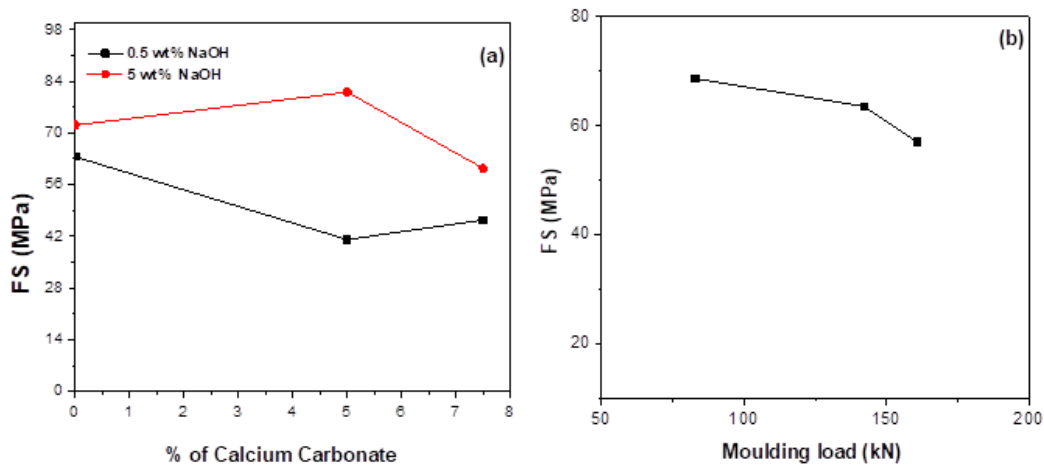 98
84
70
56
42
28
14
0
FS (MPa)
0.5 wt% NaOH
5 wt% NaOH
(a)
0 1 2 3 4 5 6 7 8
% of Calcium Carbonate
80
60
40
20
FS (MPa)
(b)
50 100 150 200
Moulding load (kN)